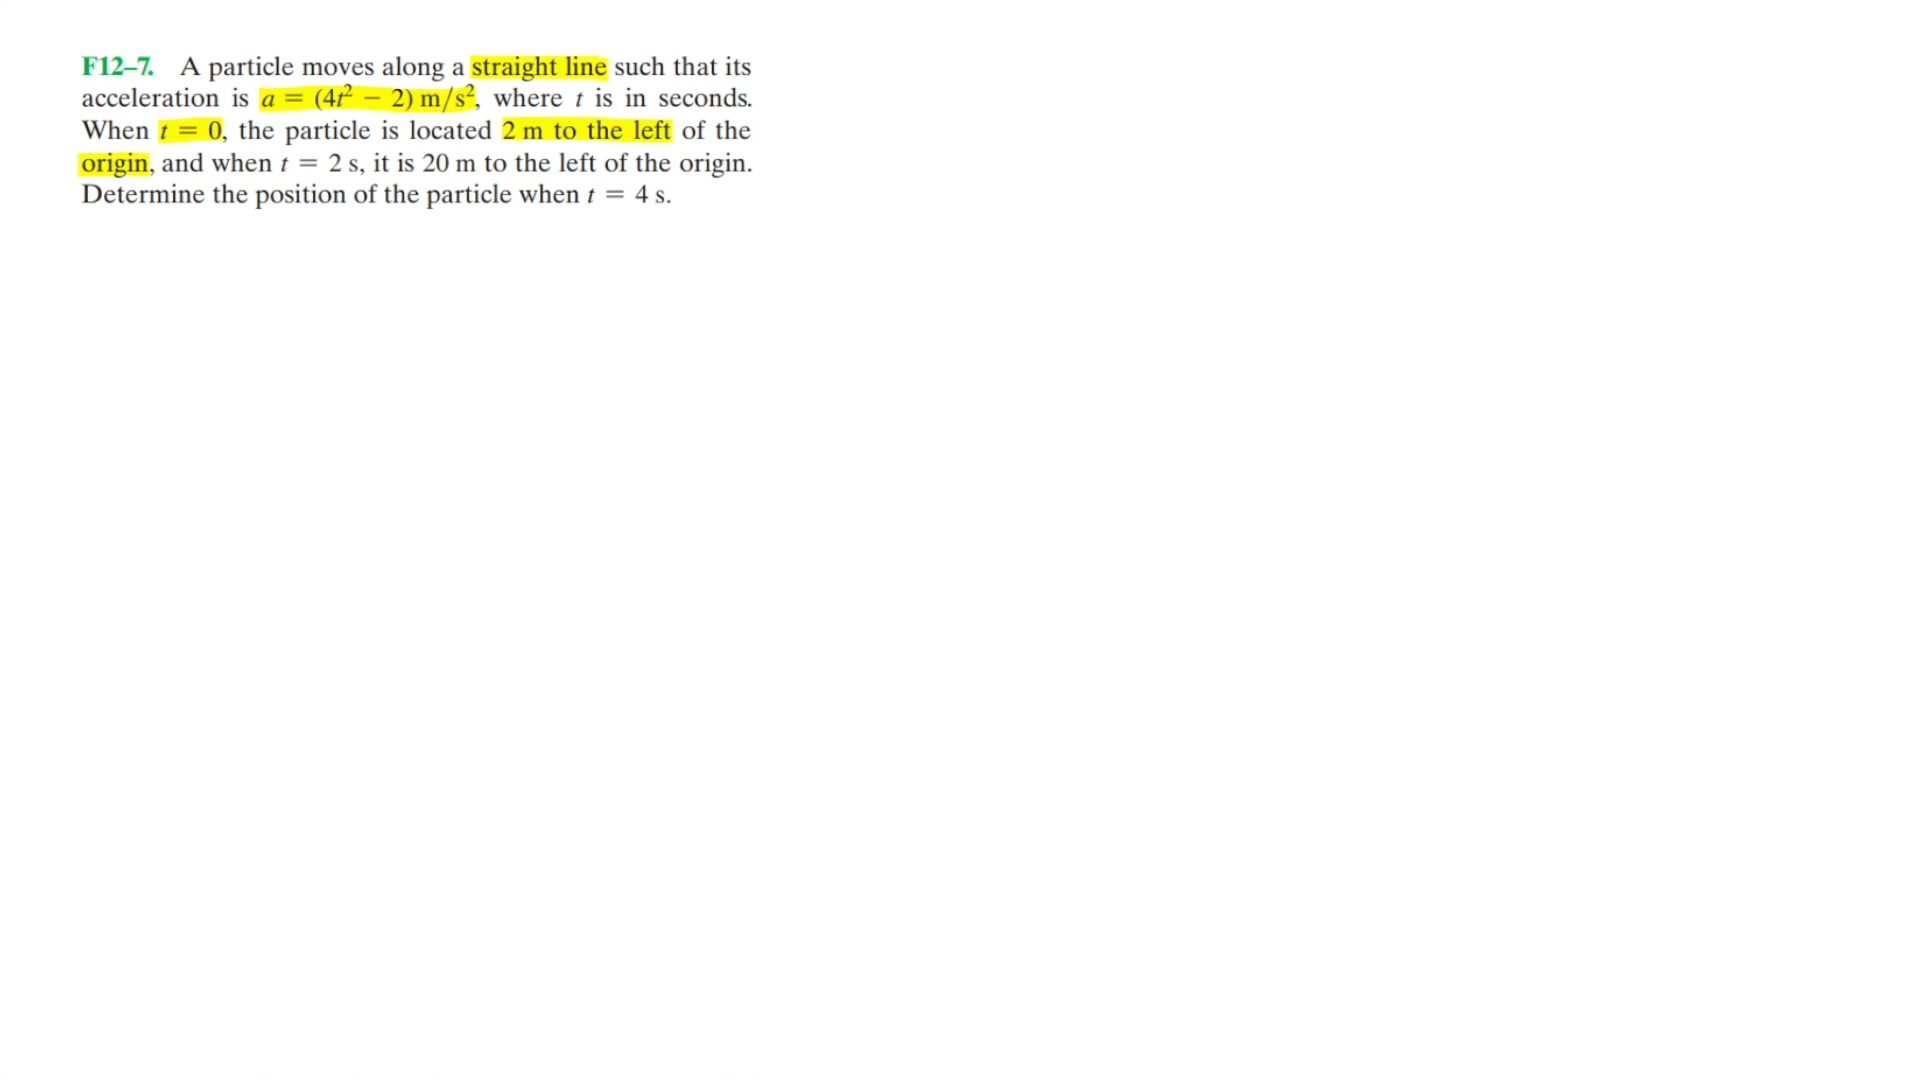 F12–7. A particle moves along a straight line such that its
acceleration is a = (4t² − 2) m/s², where t is in seconds.
When t = 0, the particle is located 2 m to the left of the
origin, and when t = 2 s, it is 20 m to the left of the origin.
Determine the position of the particle when t = 4 s.